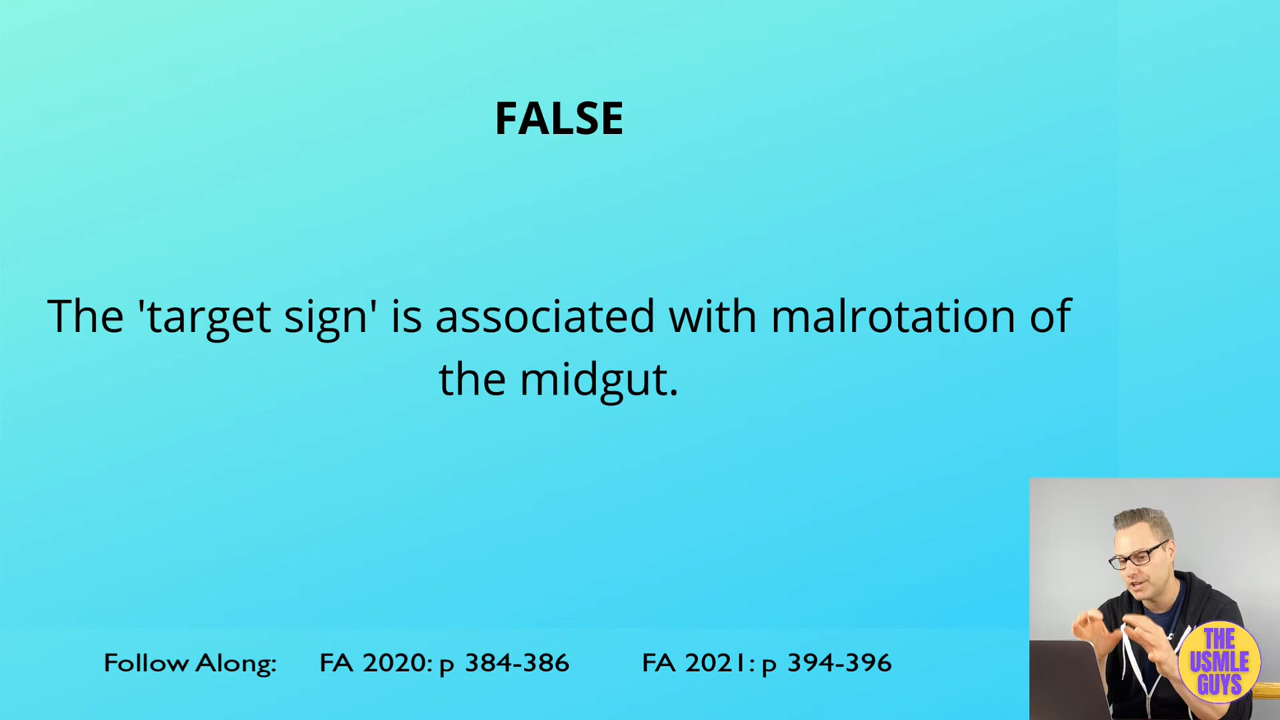 FALSE
The 'target sign' is associated with malrotation of
the midgut.
Follow Along: FA 2020: p 384-386 FA 2021: p 394-396
THE
USMLE
GUYS